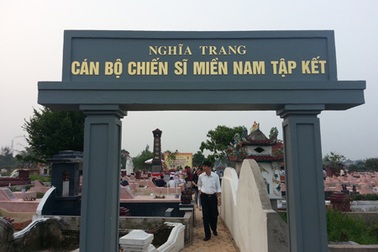 NGHĨA TRANG
CÁN BỘ CHIẾN SĨ MIỀN NAM TẬP KẾT